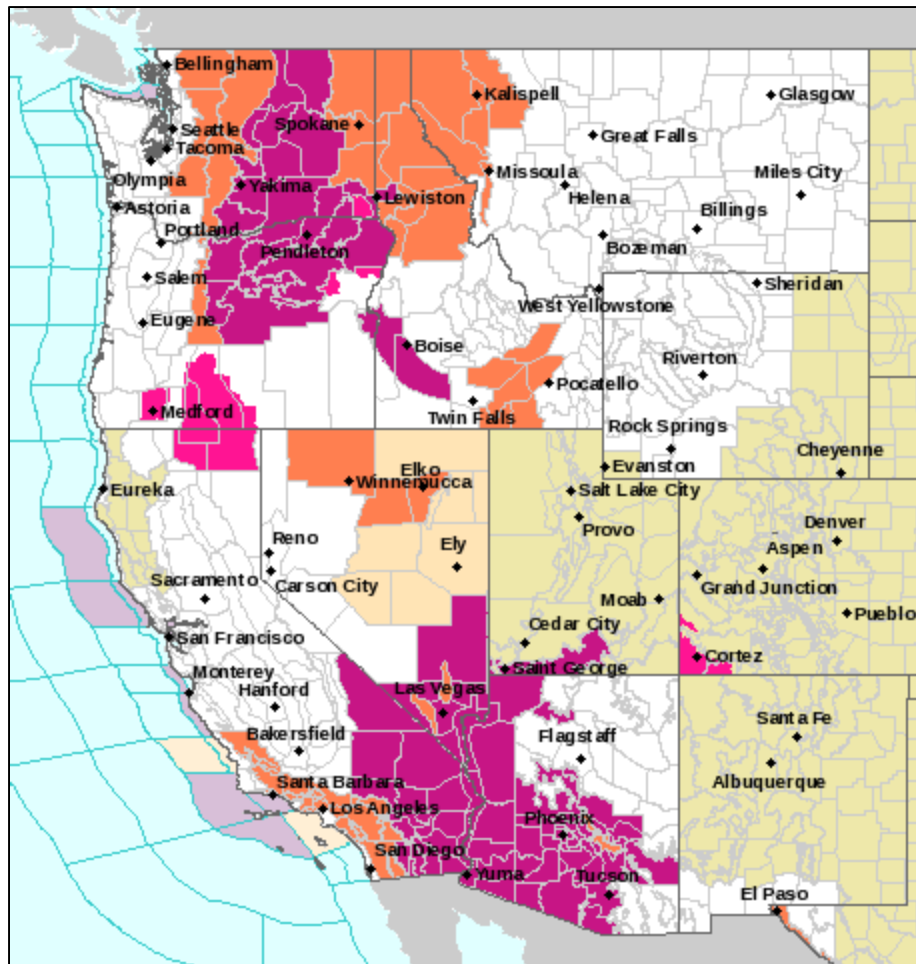 Bellingham
Kalispell
Glasgow
Seattle
Spokane
Great Falls
Tacoma
Olympia
Missoula
Miles City
Yakima
Lewiston
Helena
Astoria
Billings
Portland
Pendleton
Bozeman
Salem
Sheridan
West Yellowstone
Eugene
Boise
Riverton
Pocatello
Medford
Twin Falls
Rock Springs
Cheyenne
Elko
Evanston
Eureka
Winnemucca
Salt Lake City
Provo
Denver
Reno
Ely
Aspen
Sacramento
Carson City
Grand Junction
Moab
Pueblo
San Francisco
Cedar City
Cortez
Saint George
Monterey
Hanford
Las Vegas
Santa Fe
Bakersfield
Flagstaff
Albuquerque
Santa Barbara
Los Angeles
Phoenix
San Diego
Yuma
Tucson
El Paso